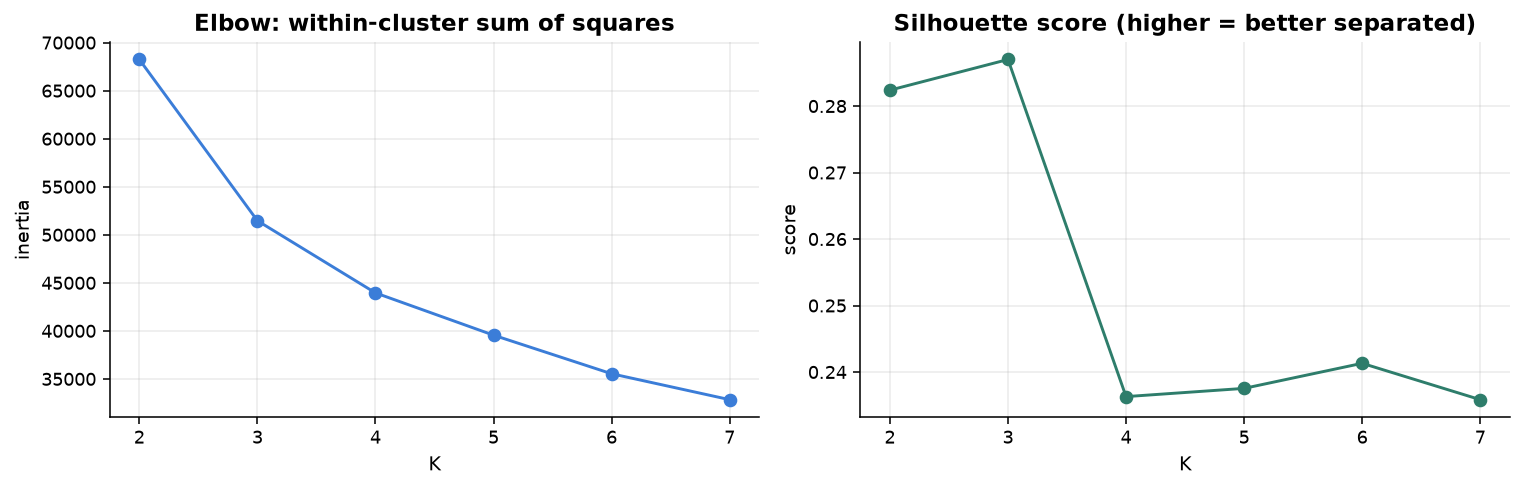 Elbow: within-cluster sum of squares
70000
65000
60000
55000
50000
45000
40000
35000
inertia
2 3 4 5 6 7
K
Silhouette score (higher = better separated)
0.28
0.27
0.26
0.25
0.24
score
2 3 4 5 6 7
K